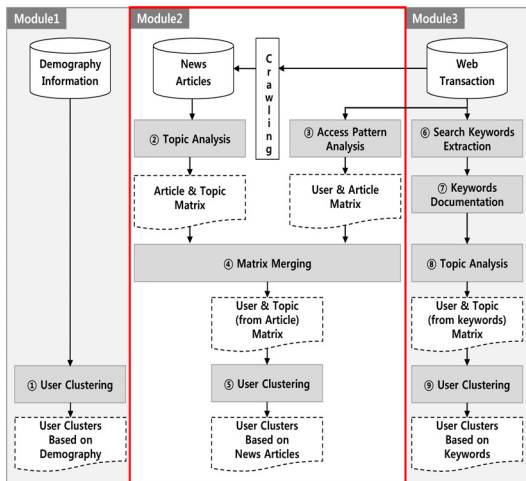 Module1
Demography
Information
① User Clustering
User Clusters
Based on
Demography
Module2
News
Articles
Crawling
② Topic Analysis
③ Access Pattern
Analysis
Article & Topic
Matrix
User & Article
Matrix
④ Matrix Merging
User & Topic
(from Article)
Matrix
⑤ User Clustering
User Clusters
Based on
News Articles
Module3
Web
Transaction
⑥ Search Keywords
Extraction
⑦ Keywords
Documentation
⑧ Topic Analysis
User & Topic
(from keywords)
Matrix
⑨ User Clustering
User Clusters
Based on
Keywords